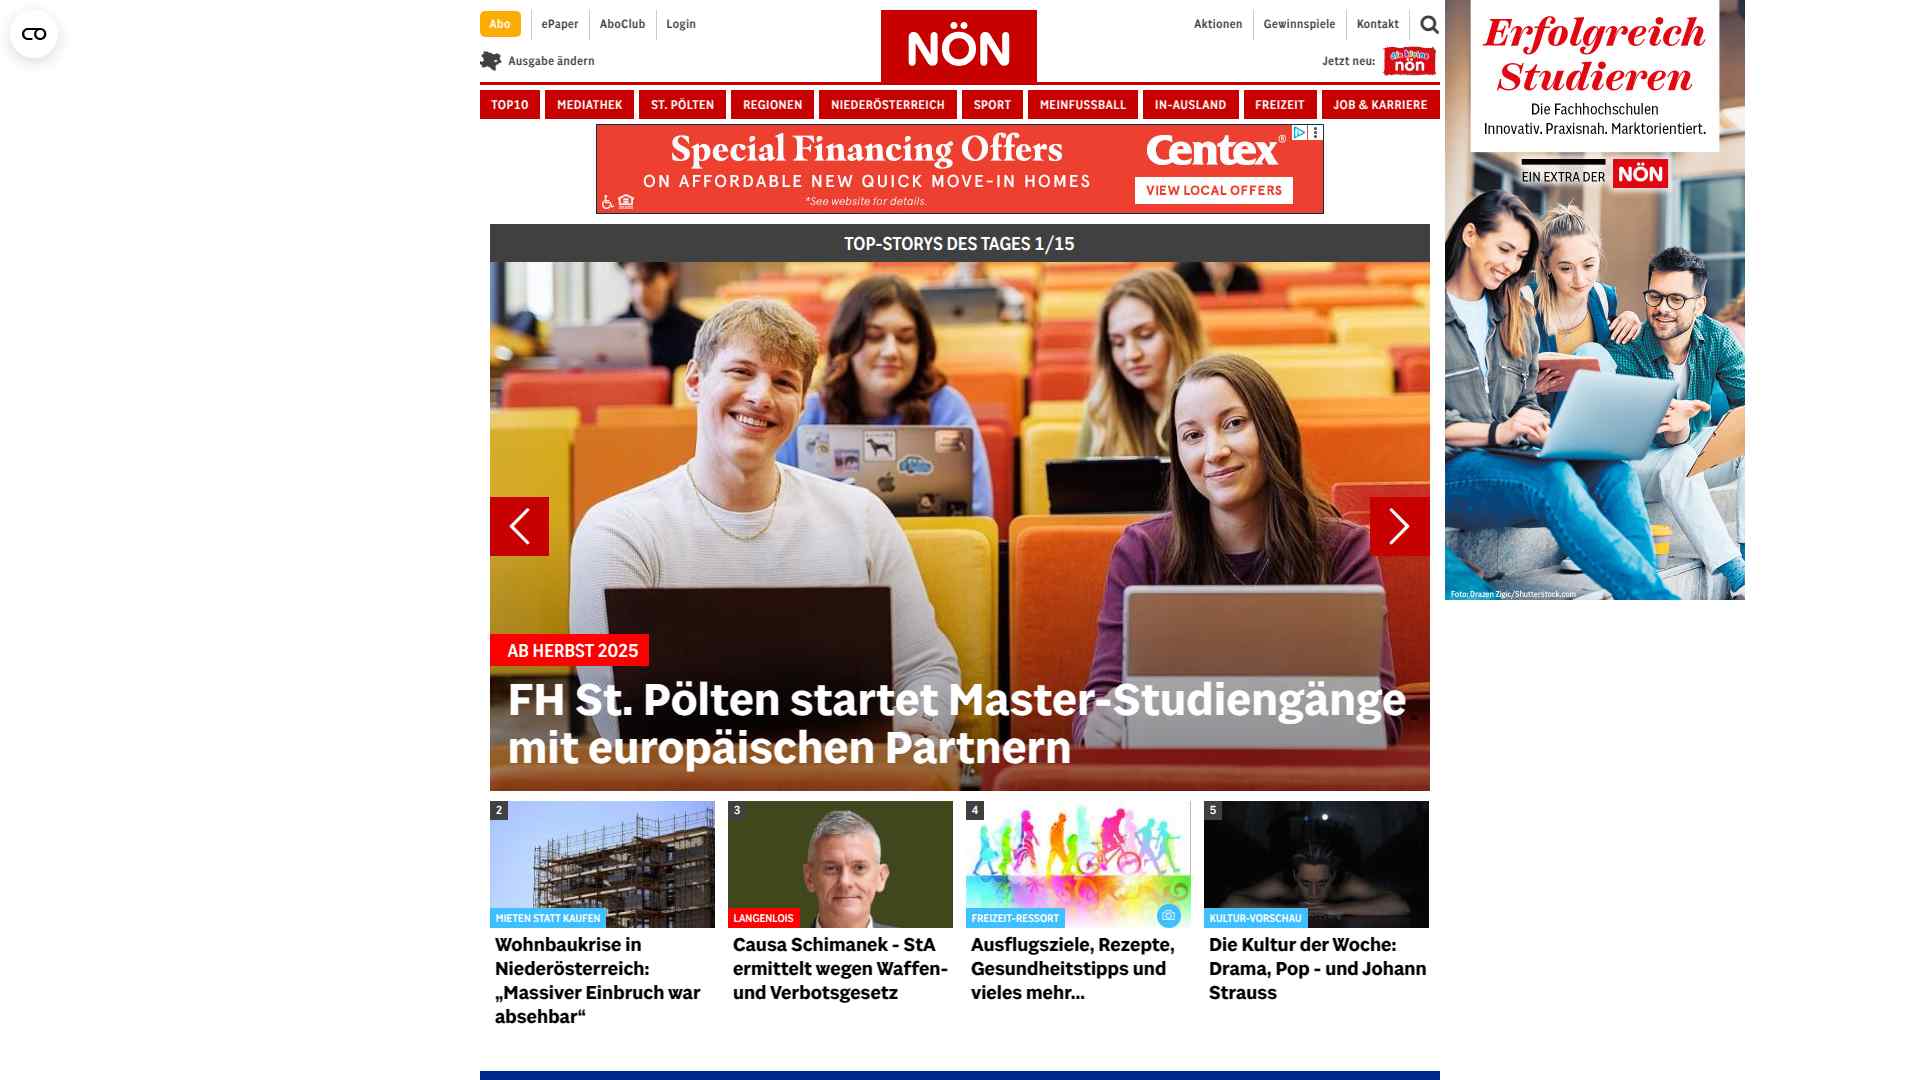 Abo
ePaper
AboClub
Login
NÖN
Aktionen
Gewinnspiele
Kontakt
Ausgabe ändern
Jetzt neu:
die kleine
nön
TOP10
MEDIATHEK
ST. PÖLTEN
REGIONEN
NIEDERÖSTERREICH
SPORT
MEINFUSSBALL
IN-AUSLAND
FREIZEIT
JOB & KARRIERE
Special Financing Offers
ON AFFORDABLE NEW QUICK MOVE-IN HOMES
*See website for details.
Centex®
VIEW LOCAL OFFERS
Erfolgreich
Studieren
Die Fachhochschulen
Innovativ. Praxisnah. Marktorientiert.
EIN EXTRA DER
NÖN
Foto: Drazen Zigic/Shutterstock.com
TOP-STORYS DES TAGES 1/15
AB HERBST 2025
FH St. Pölten startet Master-Studiengänge
mit europäischen Partnern
2
MIETEN STATT KAUFEN
Wohnbaukrise in
Niederösterreich:
„Massiver Einbruch war
absehbar“
3
LANGENLOIS
Causa Schimanek - StA
ermittelt wegen Waffen-
und Verbotsgesetz
4
FREIZEIT-RESSORT
Ausflugsziele, Rezepte,
Gesundheitstipps und
vieles mehr...
5
KULTUR-VORSCHAU
Die Kultur der Woche:
Drama, Pop - und Johann
Strauss